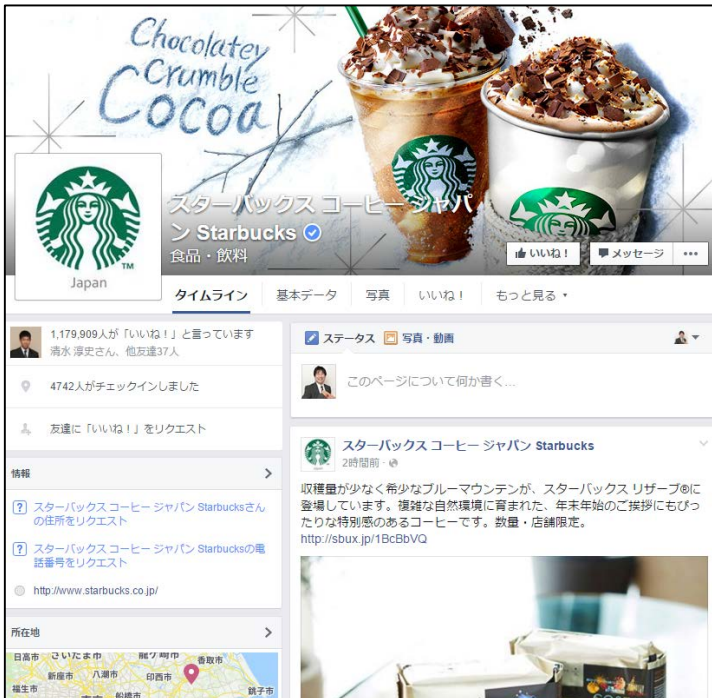 Chocolatey
Crumble
Cocoa
Japan
TM
スターバックス コーヒー ジャパ
ン Starbucks
食品・飲料
いいね！
メッセージ
タイムライン
基本データ
写真
いいね！
もっと見る
1,179,909人が「いいね！」と言っています
清水 淳史さん、他友達37人
4742人がチェックインしました
友達に「いいね！」をリクエスト
情報
スターバックス コーヒー ジャパン Starbucksさん
の住所をリクエスト
スターバックス コーヒー ジャパン Starbucksの電
話番号をリクエスト
http://www.starbucks.co.jp/
所在地
日高市 さいたま市 龍ケ崎市 香取市
新座市 八潮市 印西市
福生市 船橋市 銚子市
ステータス
写真・動画
このページについて何か書く...
スターバックス コーヒー ジャパン Starbucks
2時間前
収穫量が少なく希少なブルーマウンテンが、スターバックス リザーブ®に
登場しています。複雑な自然環境に育まれた、年末年始のご挨拶にもぴっ
たりな特別感のあるコーヒーです。数量・店舗限定。
http://sbux.jp/1BcBbVQ